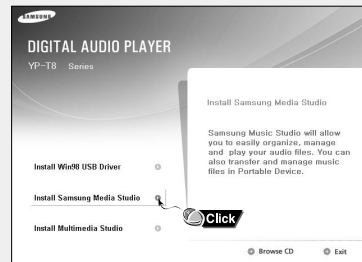 SAMSUNG
DIGITAL AUDIO PLAYER
YP-T8 Series
Install Samsung Media Studio
Samsung Music Studio will allow
you to easily organize, manage
and play your audio files. You can
also transfer and manage music
files in Portable Device.
Install Win98 USB Driver
Install Samsung Media Studio
Click
Install Multimedia Studio
Browse CD
Exit